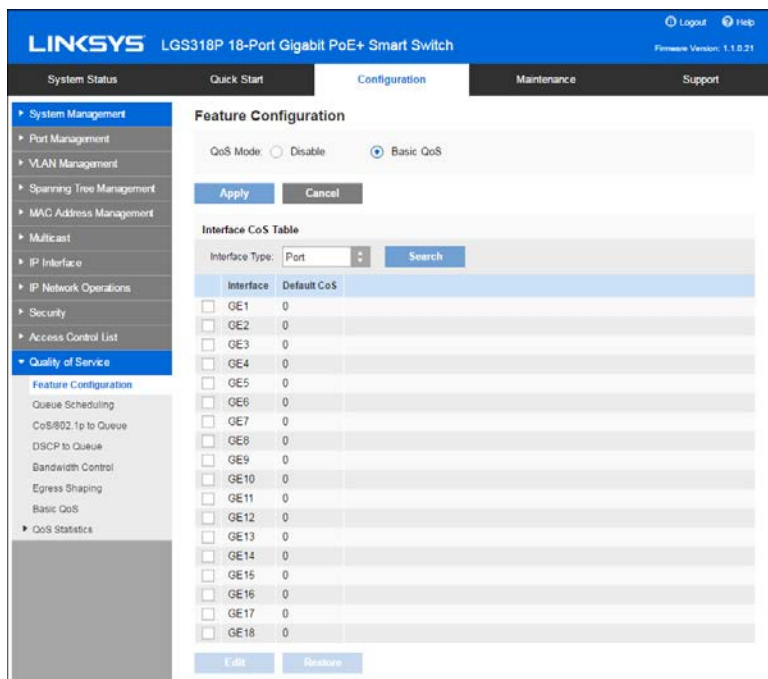 Logout Help
LINKSYS LGS318P 18-Port Gigabit PoE+ Smart Switch
Firmware Version: 1.1.0.21
System Status Quick Start Configuration Maintenance Support
System Management
Port Management
VLAN Management
Spanning Tree Management
MAC Address Management
Multicast
IP Interface
IP Network Operations
Security
Access Control List
Quality of Service
Feature Configuration
Queue Scheduling
CoS/802.1p to Queue
DSCP to Queue
Bandwidth Control
Egress Shaping
Basic QoS
QoS Statistics
Feature Configuration
QoS Mode: Disable Basic QoS
Apply Cancel
Interface CoS Table
Interface Type: Port Search
Interface Default CoS
GE1 0
GE2 0
GE3 0
GE4 0
GE5 0
GE6 0
GE7 0
GE8 0
GE9 0
GE10 0
GE11 0
GE12 0
GE13 0
GE14 0
GE15 0
GE16 0
GE17 0
GE18 0
Edit Restore